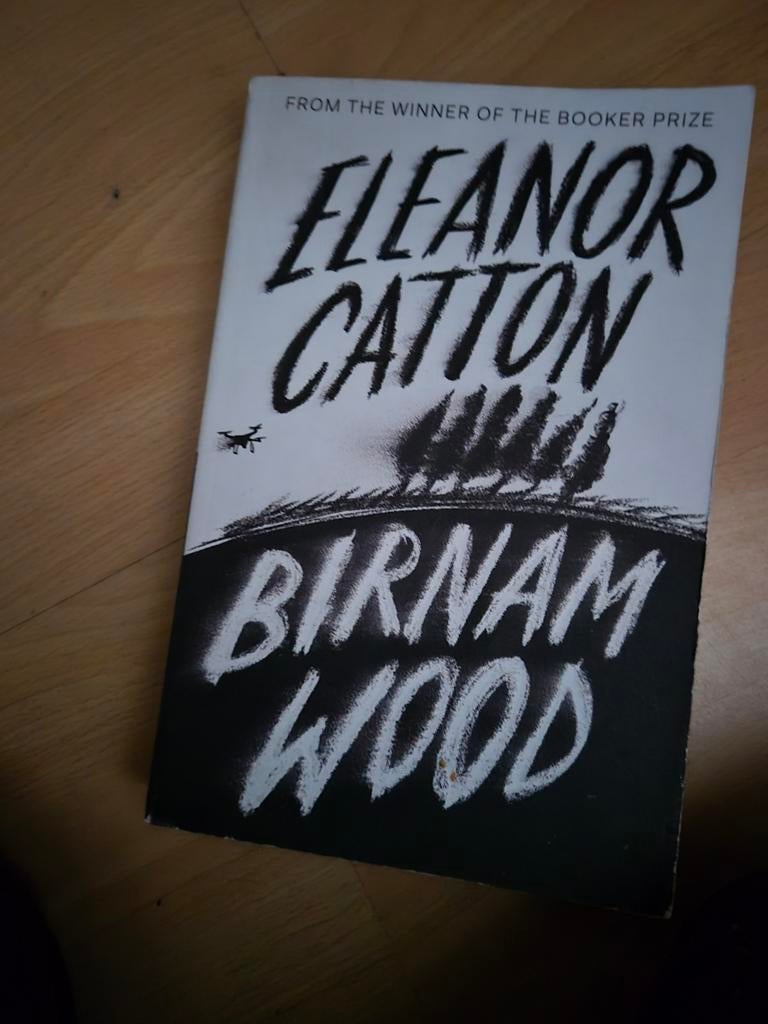 FROM THE WINNER OF THE BOOKER PRIZE
ELEANOR
CATTON
BIRNAM
WOOD